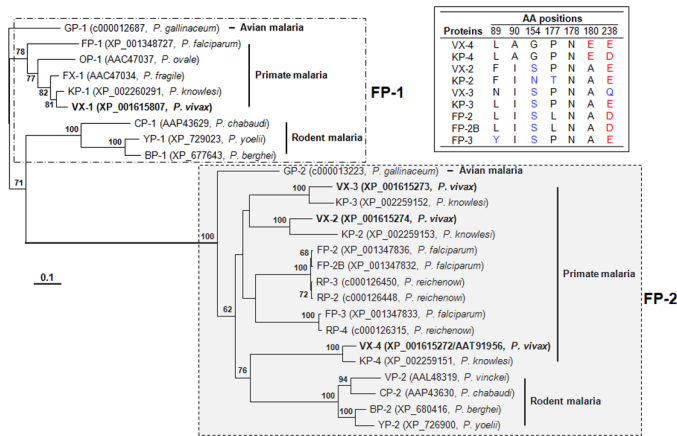 GP-1 (c000012687, P. gallinaceum) Avian malaria
FP-1 (XP_001348727, P. falciparum)
78
OP-1 (AAC47037, P. ovale)
77
Primate malaria
FX-1 (AAC47034, P. fragile)
KP-1 (XP_002260291, P. knowlesi)
82
VX-1 (XP_001615807, P. vivax)
81
FP-1
CP-1 (AAP43629, P. chabaudi)
100
YP-1 (XP_729023, P. yoelii)
100
Rodent malaria
BP-1 (XP_677643, P. berghei)
71
AA positions
Proteins 89 90 154 177 178 180 238
VX-4 L A G P N E E
KP-4 L A G P N E D
VX-2 F I S P N A E
KP-2 F I N T N A E
VX-3 N I S P N A Q
KP-3 L I S P N A E
FP-2 L I S L N A D
FP-2B L I S L N A D
FP-3 Y I S P N A E
GP-2 (c000013223, P. gallinaceum) Avian malaria
VX-3 (XP_001615273, P. vivax)
100
KP-3 (XP_002259152, P. knowlesi)
VX-2 (XP_001615274, P. vivax)
100
KP-2 (XP_002259153, P. knowlesi)
100
FP-2 (XP_001347836, P. falciparum)
68
FP-2B (XP_001347832, P. falciparum)
100
Primate malaria
RP-3 (c000126450, P. reichenowi)
72
RP-2 (c000126448, P. reichenowi)
0.1
FP-2
FP-3 (XP_001347833, P. falciparum)
100
62
RP-4 (c000126315, P. reichenowi)
VX-4 (XP_001615272/AAT91956, P. vivax)
100
KP-4 (XP_002259151, P. knowlesi)
76
VP-2 (AAL48319, P. vinckei)
94
CP-2 (AAP43630, P. chabaudi)
100
Rodent malaria
BP-2 (XP_680416, P. berghei)
100
YP-2 (XP_726900, P. yoelii)